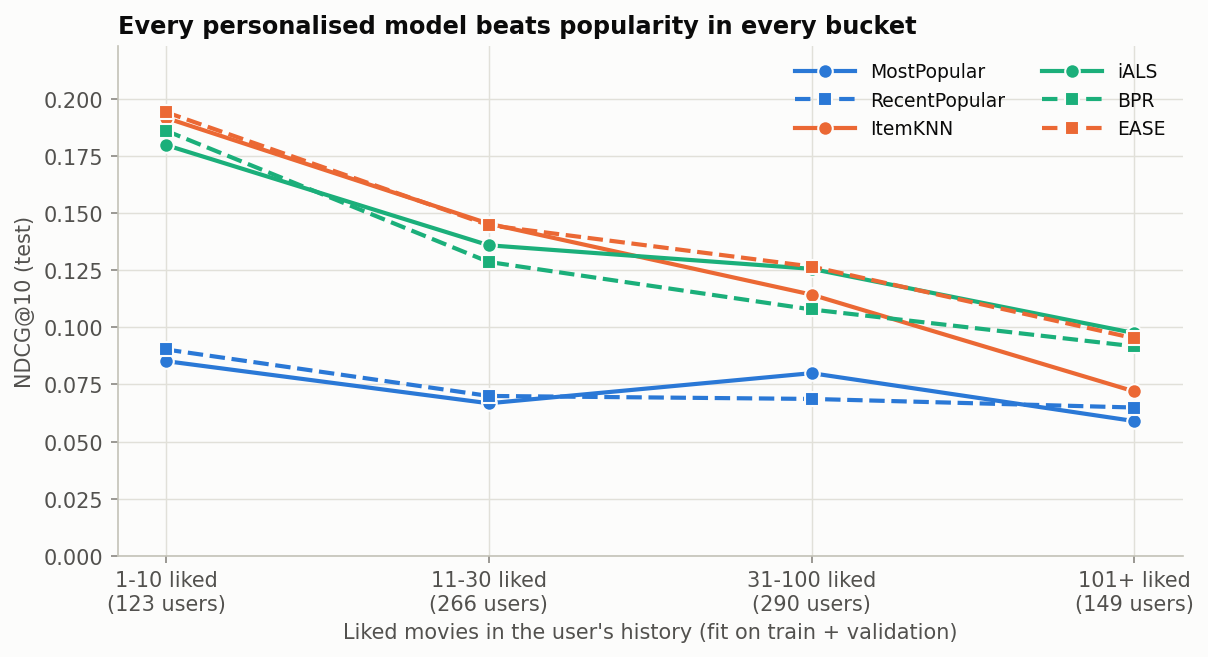 Every personalised model beats popularity in every bucket
MostPopular
RecentPopular
ItemKNN
iALS
BPR
EASE
NDCG@10 (test)
0.200
0.175
0.150
0.125
0.100
0.075
0.050
0.025
0.000
1-10 liked
(123 users)
11-30 liked
(266 users)
31-100 liked
(290 users)
101+ liked
(149 users)
Liked movies in the user's history (fit on train + validation)